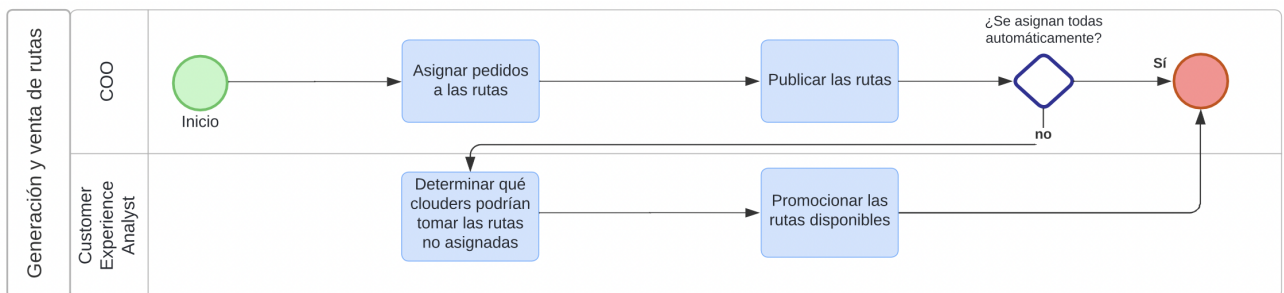 Generación y venta de rutas
COO
Inicio
Asignar pedidos
a las rutas
Publicar las rutas
¿Se asignan todas
automáticamente?
Sí
no
Customer
Experience
Analyst
Determinar qué
clouders podrían
tomar las rutas
no asignadas
Promocionar las
rutas disponibles